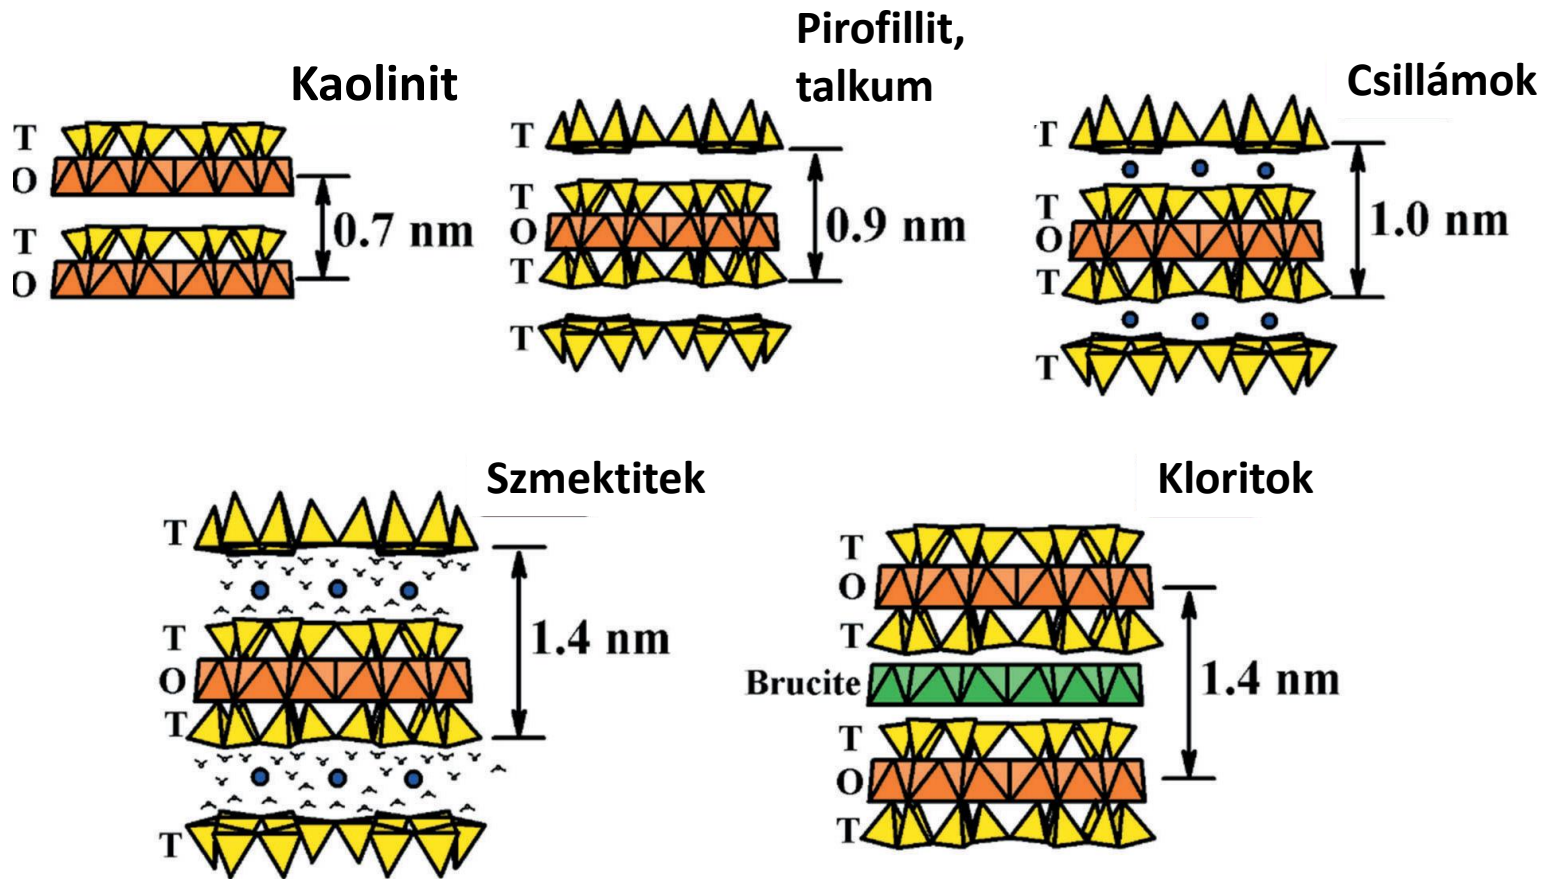 Kaolinit
T
O
T
O
0.7 nm
Pirofillit,
talkum
T
T
O
T
T
0.9 nm
Csillámok
T
T
O
T
T
1.0 nm
Szmektitek
T
T
O
T
T
1.4 nm
Kloritok
T
O
T
Brucite
T
O
T
1.4 nm